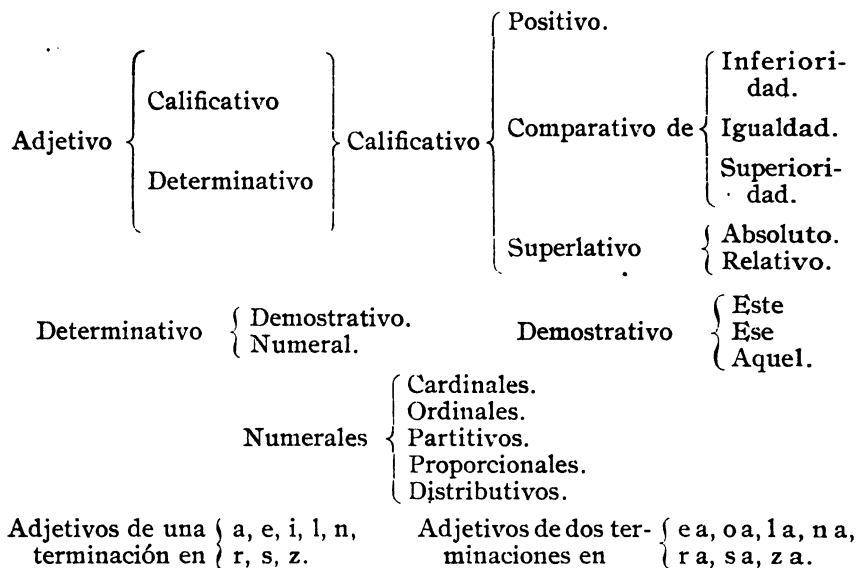 Adjetivo { Calificativo
Determinativo } Calificativo { Positivo.
Comparativo de { Inferiori-
dad.
Igualdad.
Superiori-
dad.
Superlativo { Absoluto.
Relativo.
Determinativo { Demostrativo.
Numeral.
Demostrativo { Este
Ese
Aquel.
Numerales { Cardinales.
Ordinales.
Partitivos.
Proporcionales.
Distributivos.
Adjetivos de una
terminación en { a, e, i, l, n,
r, s, z.
Adjetivos de dos ter-
minaciones en { e a, o a, l a, n a,
r a, s a, z a.